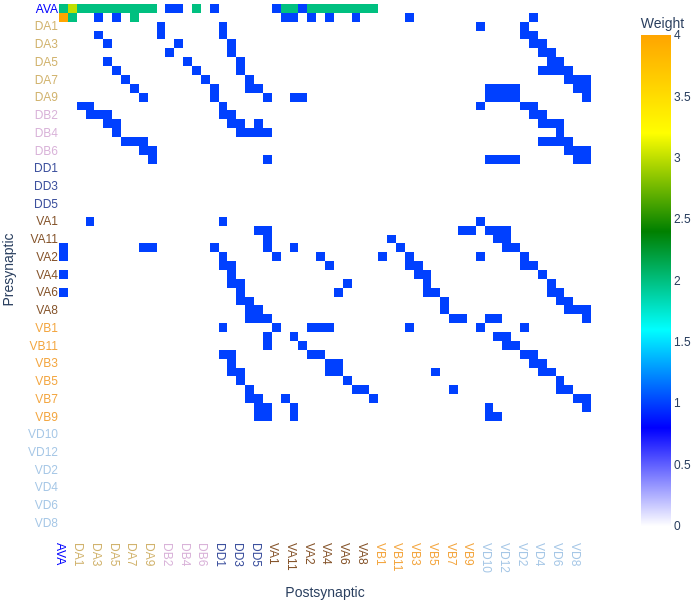 Weight
4
3.5
3
2.5
2
1.5
1
0.5
0
Presynaptic
AVA
DA1
DA3
DA5
DA7
DA9
DB2
DB4
DB6
DD1
DD3
DD5
VA1
VA11
VA2
VA4
VA6
VA8
VB1
VB11
VB3
VB5
VB7
VB9
VD10
VD12
VD2
VD4
VD6
VD8
AVA DA1 DA3 DA5 DA7 DA9 DB2 DB4 DB6 DD1 DD3 DD5 VA1 VA11 VA2 VA4 VA6 VA8 VB1 VB11 VB3 VB5 VB7 VB9 VD10 VD12 VD2 VD4 VD6 VD8
Postsynaptic